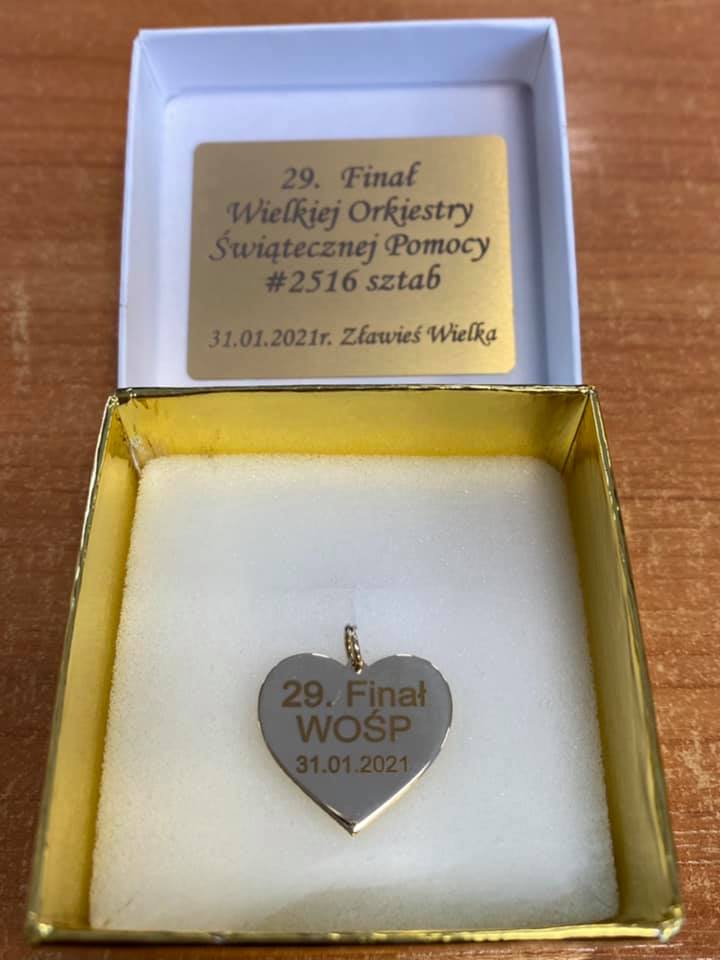 29. Finał
Wielkiej Orkiestry
Świątecznej Pomocy
#2516 sztab
31.01.2021r. Zławieś Wielka
29. Finał
WOŚP
31.01.2021